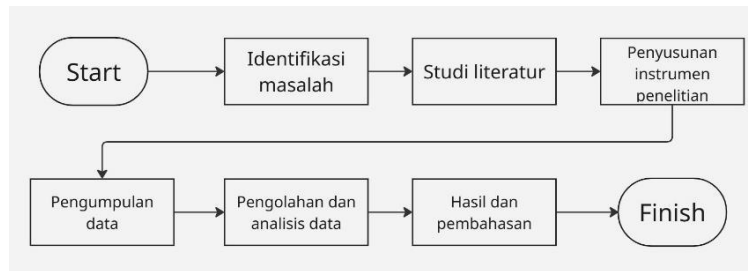 Start
Identifikasi
masalah
Studi literatur
Penyusunan
instrumen
penelitian
Pengumpulan
data
Pengolahan dan
analisis data
Hasil dan
pembahasan
Finish